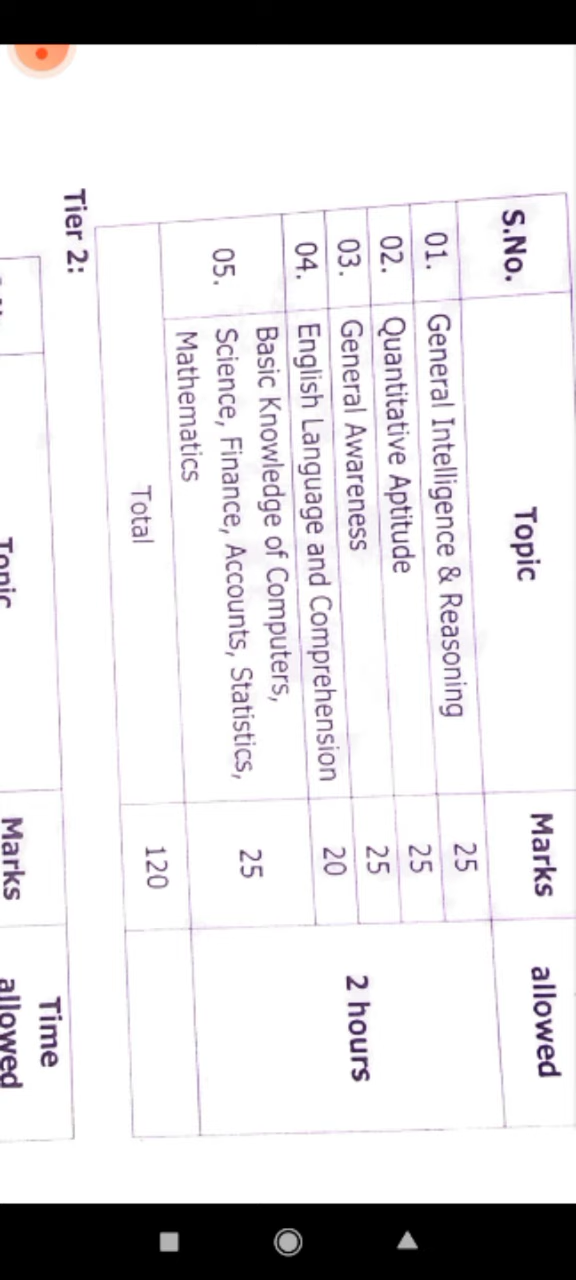 S.No. Topic Marks allowed
01. General Intelligence & Reasoning 25
02. Quantitative Aptitude 25
03. General Awareness 25
04. English Language and Comprehension 20
2 hours
Basic Knowledge of Computers,
05. Science, Finance, Accounts, Statistics, 25
Mathematics
Total 120
Tier 2:
Time
Topic Marks allowed